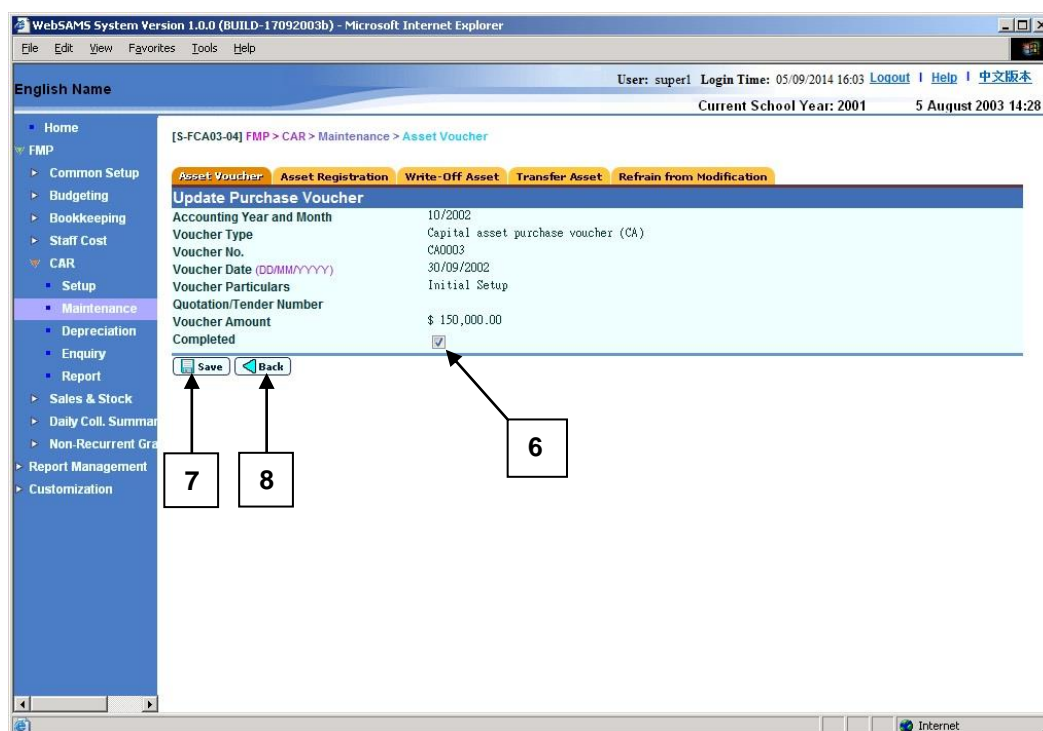 WebSAMS System Version 1.0.0 (BUILD-17092003b) - Microsoft Internet Explorer
File Edit View Favorites Tools Help
User: super1 Login Time: 05/09/2014 16:03 Logout | Help | 中文版本
English Name
Current School Year: 2001 5 August 2003 14:28
Home
FMP
Common Setup
Budgeting
Bookkeeping
Staff Cost
CAR
Setup
Maintenance
Depreciation
Enquiry
Report
Sales & Stock
Daily Coll. Summar
Non-Recurrent Gra
Report Management
Customization
[S-FCA03-04] FMP > CAR > Maintenance > Asset Voucher
Asset Voucher Asset Registration Write-Off Asset Transfer Asset Refrain from Modification
Update Purchase Voucher
Accounting Year and Month 10/2002
Voucher Type Capital asset purchase voucher (CA)
Voucher No. CA0003
Voucher Date (DD/MM/YYYY) 30/09/2002
Voucher Particulars Initial Setup
Quotation/Tender Number
Voucher Amount $ 150,000.00
Completed
Save Back
6
7 8
Internet